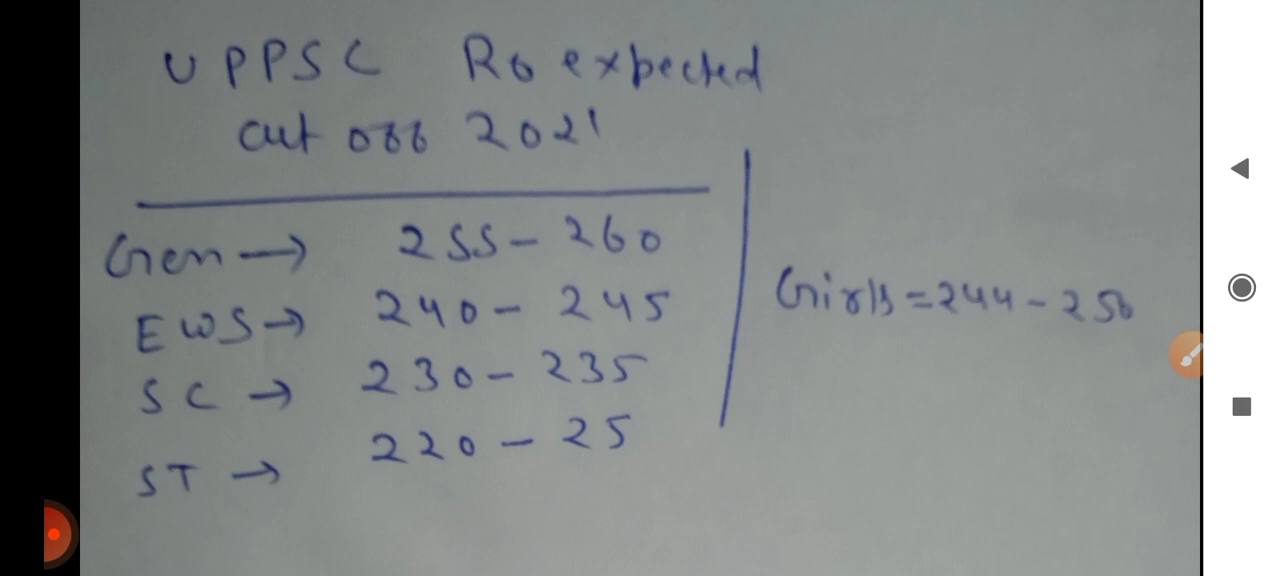 UPPSC Ro expected
cut off 2021
Gen → 255 - 260
EWS → 240 - 245
SC → 230 - 235
ST → 220 - 25
Girls = 244 - 250